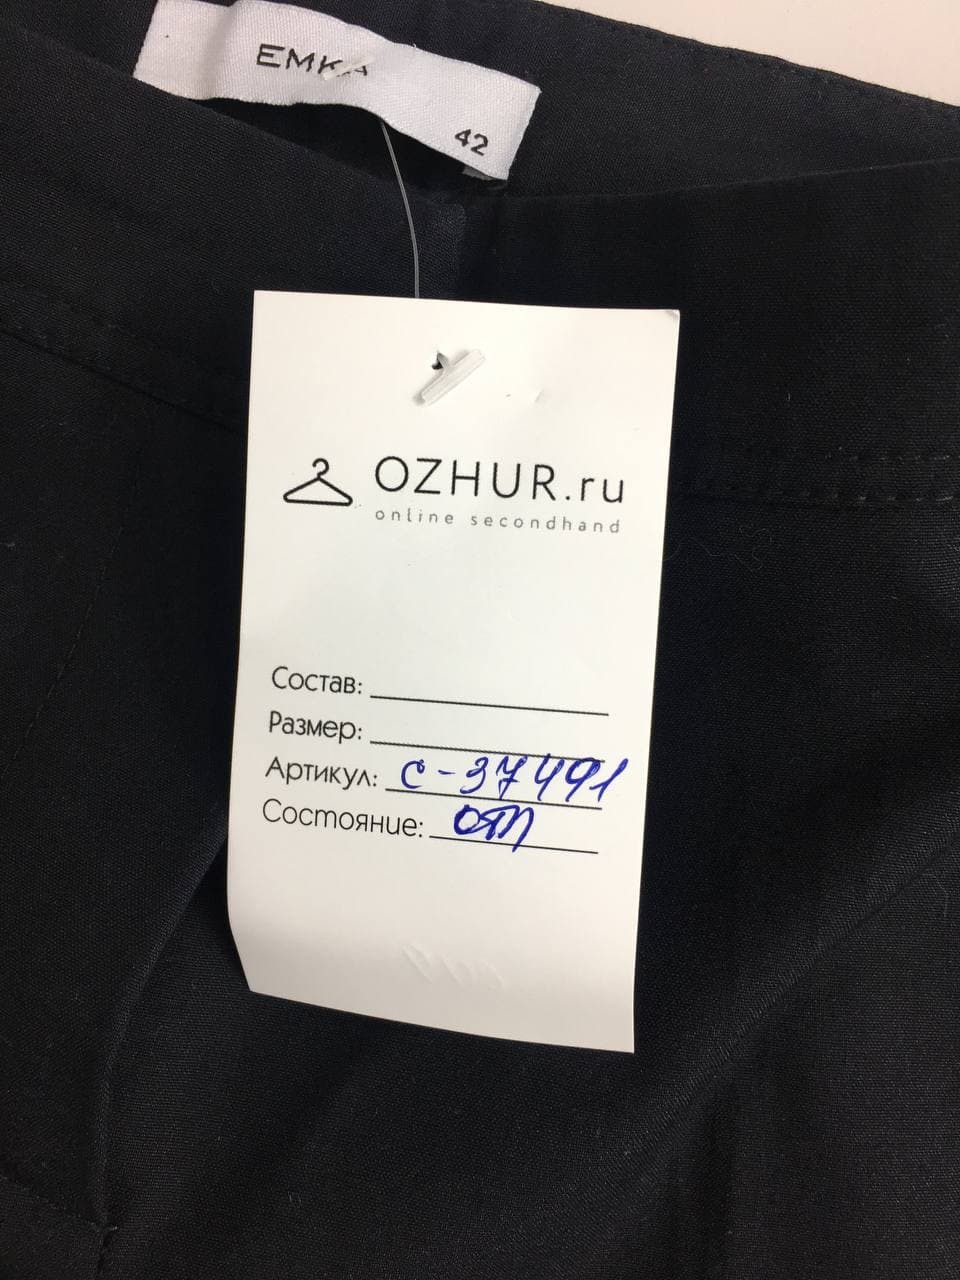 EMKA
42
OZHUR.ru
online secondhand
Состав:
Размер:
Артикул: С-37491
Состояние: ОТЛ